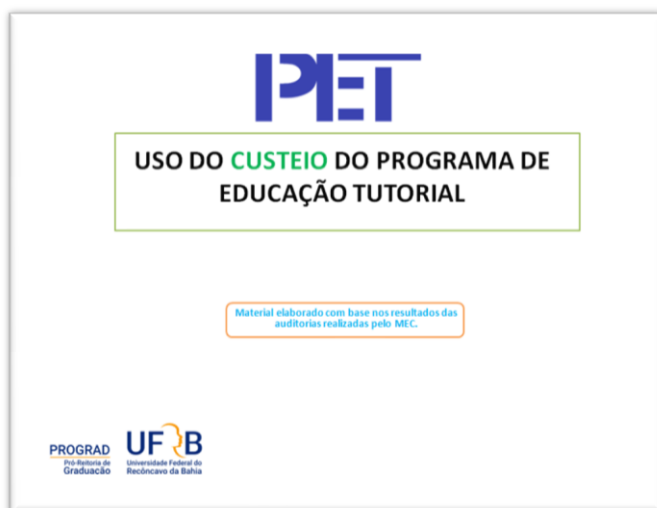 PET
USO DO CUSTEIO DO PROGRAMA DE
EDUCAÇÃO TUTORIAL
Material elaborado com base nos resultados das
auditorias realizadas pelo MEC.
PROGRAD
Pró-Reitoria de
Graduação
UFRB
Universidade Federal do
Recôncavo da Bahia